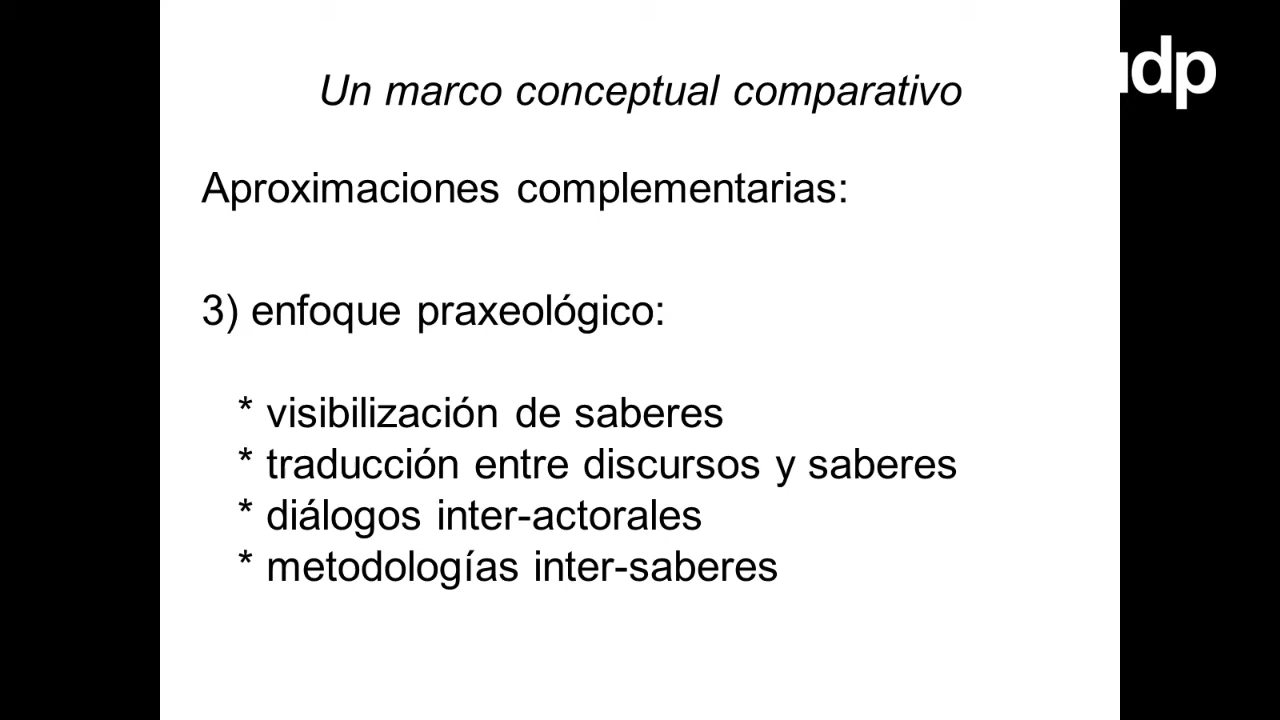 udp
Un marco conceptual comparativo
Aproximaciones complementarias:
3) enfoque praxeológico:
* visibilización de saberes
* traducción entre discursos y saberes
* diálogos inter-actorales
* metodologías inter-saberes